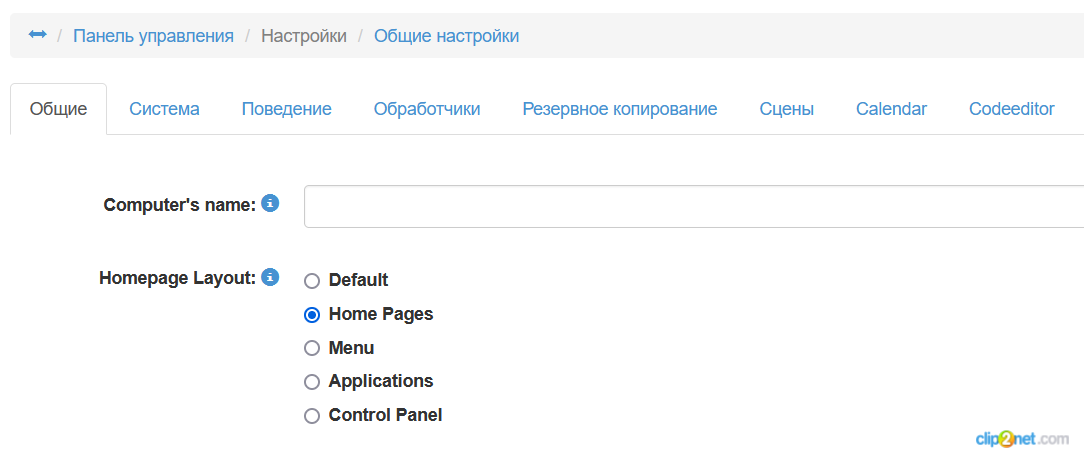 / Панель управления / Настройки / Общие настройки
Общие Система Поведение Обработчики Резервное копирование Сцены Calendar Codeeditor
Computer's name:
Homepage Layout:
Default
Home Pages
Menu
Applications
Control Panel
clip2net.com